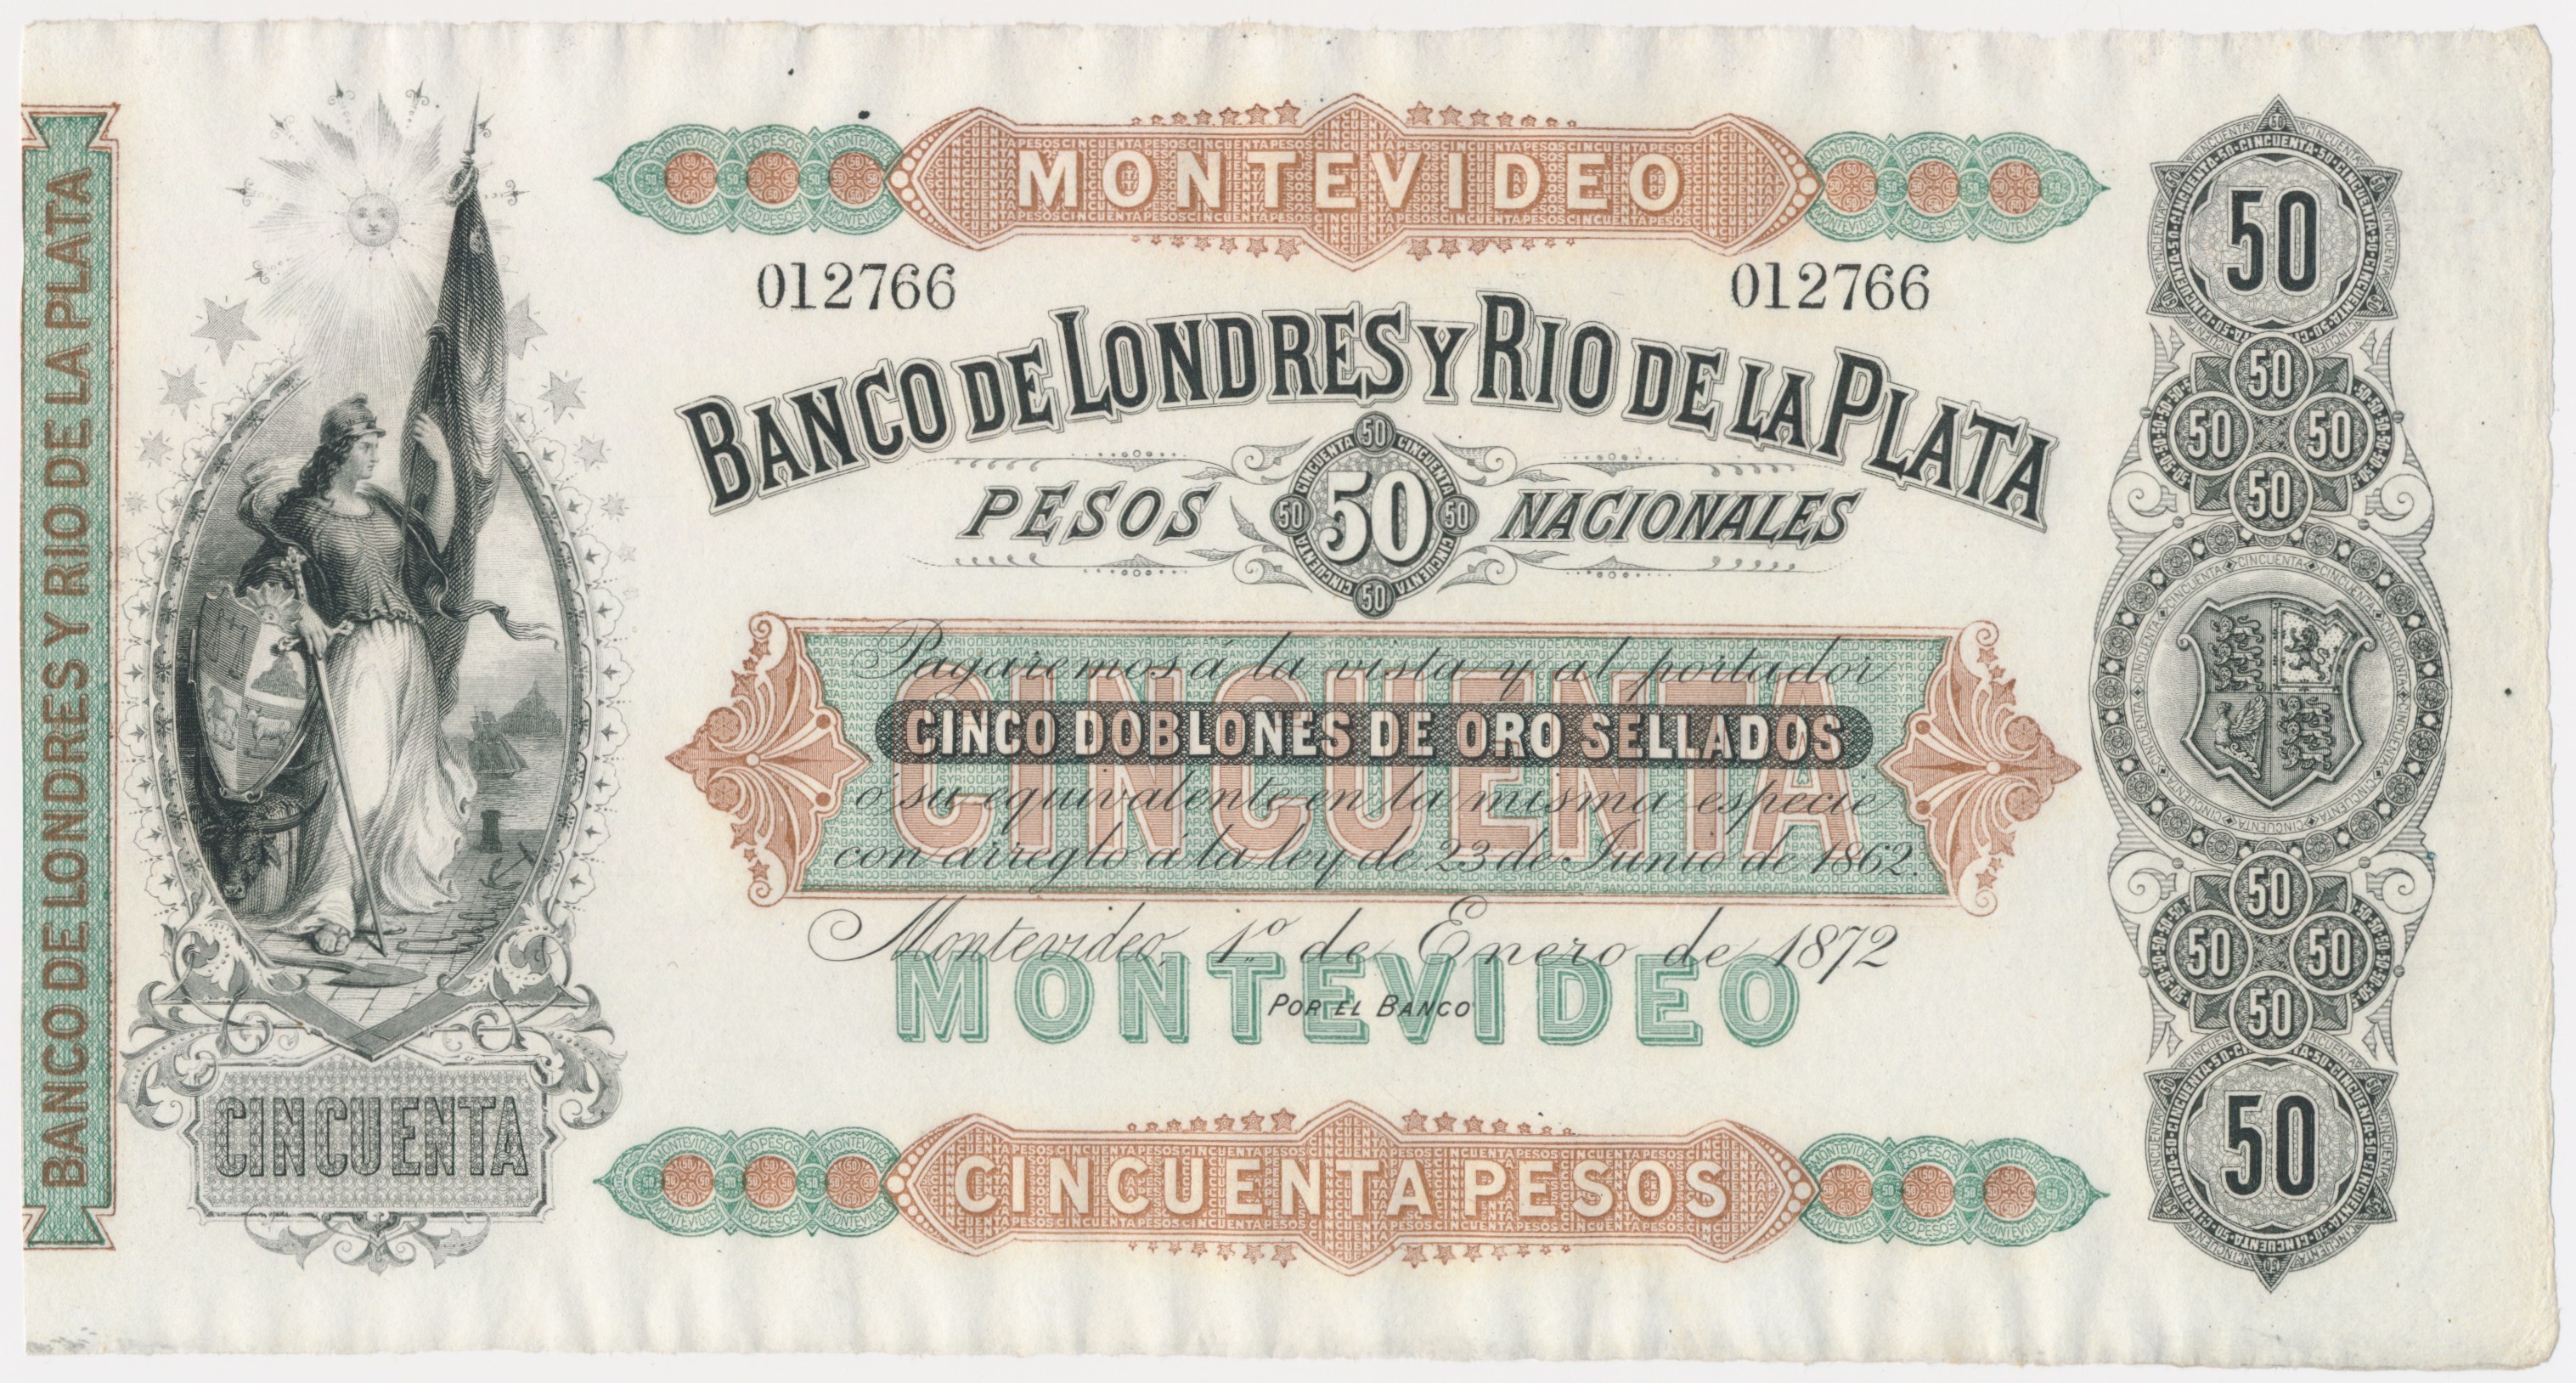 BANCO DE LONDRES Y RIO DE LA PLATA
MONTEVIDEO
012766 012766
BANCO DE LONDRES Y RIO DE LA PLATA
PESOS 50 NACIONALES
Pagaremos á la vista y al portador
CINCUENTA
CINCO DOBLONES DE ORO SELLADOS
ó su equivalente en la misma especie
con arreglo á la ley de 23 de Junio de 1862.
Montevideo, 1º de Enero de 1872
MONTEVIDEO
POR EL BANCO
CINCUENTA
CINCUENTA PESOS
50
50
50 50
50
50
50 50
50
50